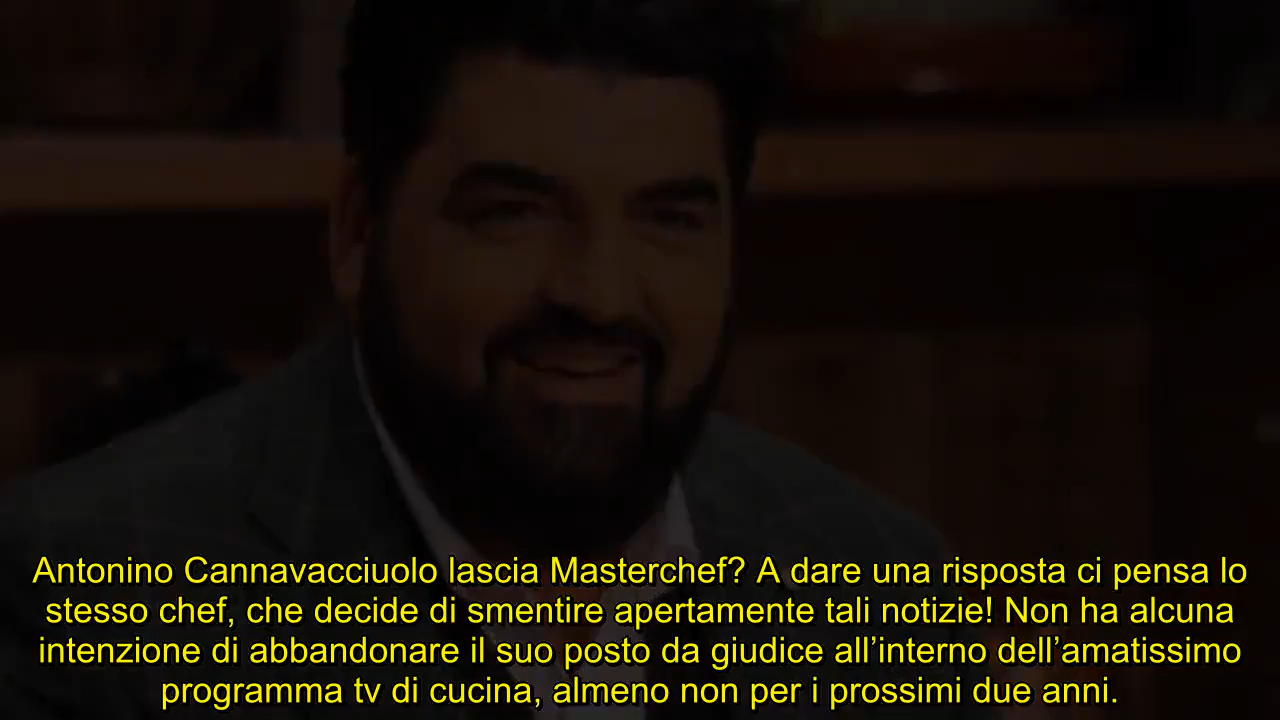 Antonino Cannavacciuolo lascia Masterchef? A dare una risposta ci pensa lo
stesso chef, che decide di smentire apertamente tali notizie! Non ha alcuna
intenzione di abbandonare il suo posto da giudice all’interno dell’amatissimo
programma tv di cucina, almeno non per i prossimi due anni.